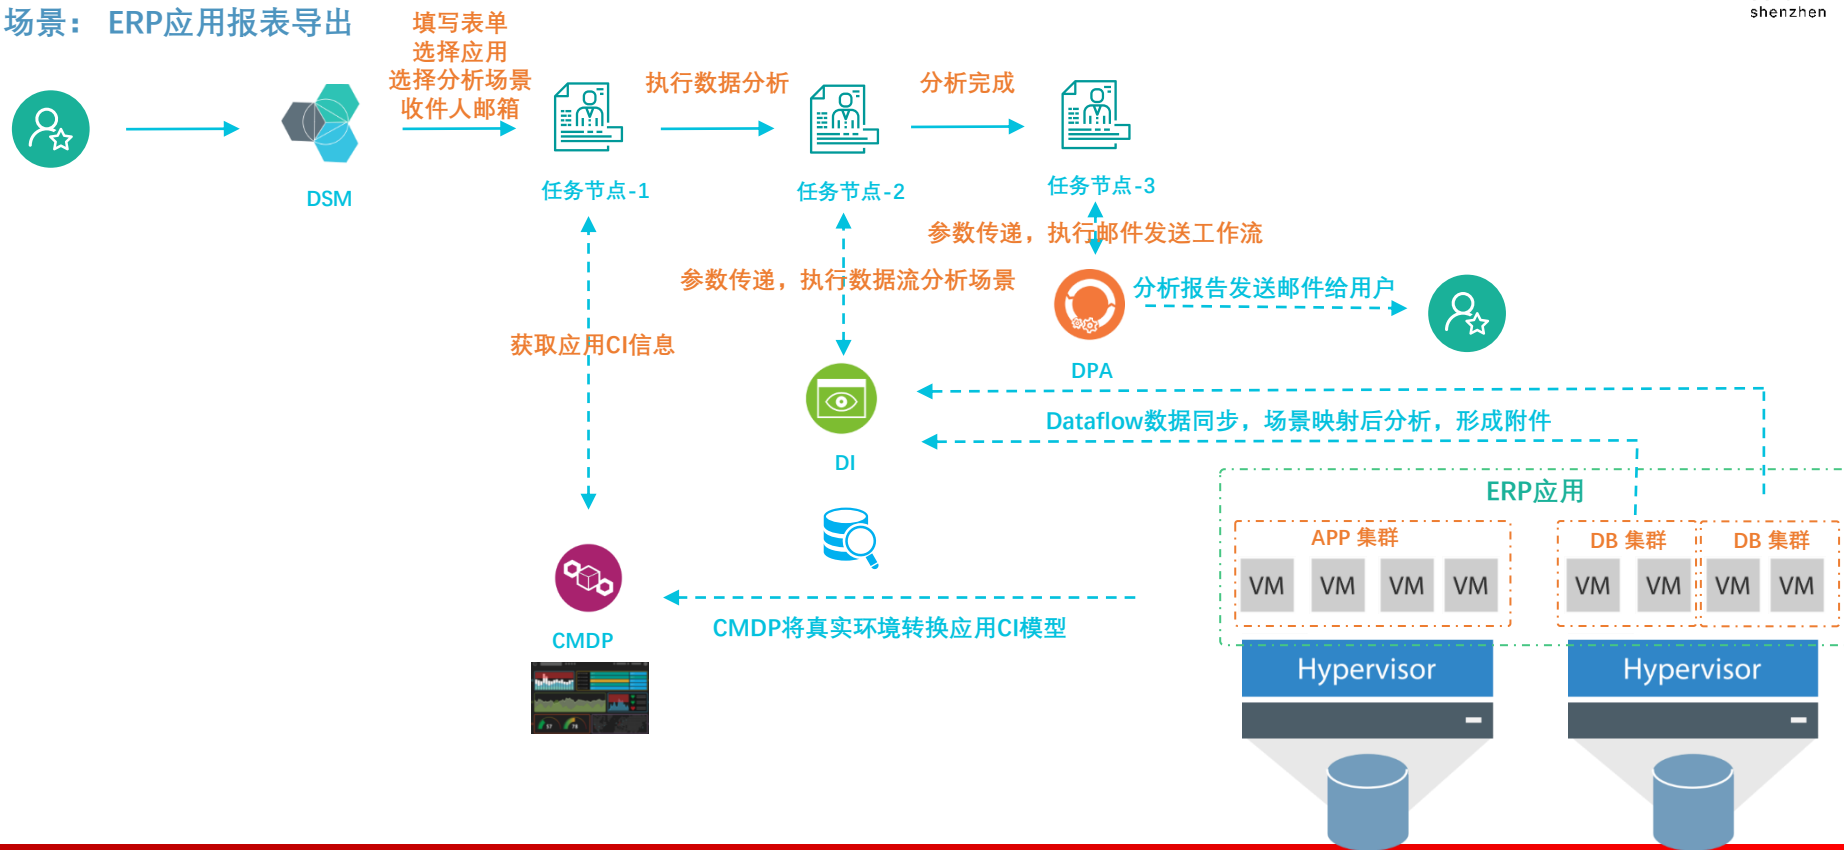 场景： ERP应用报表导出
shenzhen
填写表单
选择应用
选择分析场景
收件人邮箱
执行数据分析
分析完成
DSM
任务节点-1
任务节点-2
任务节点-3
参数传递，执行邮件发送工作流
参数传递，执行数据流分析场景
分析报告发送邮件给用户
获取应用CI信息
DPA
Dataflow数据同步，场景映射后分析，形成附件
DI
ERP应用
APP 集群
DB 集群
DB 集群
VM VM VM VM VM VM VM VM
CMDP将真实环境转换应用CI模型
CMDP
Hypervisor
Hypervisor